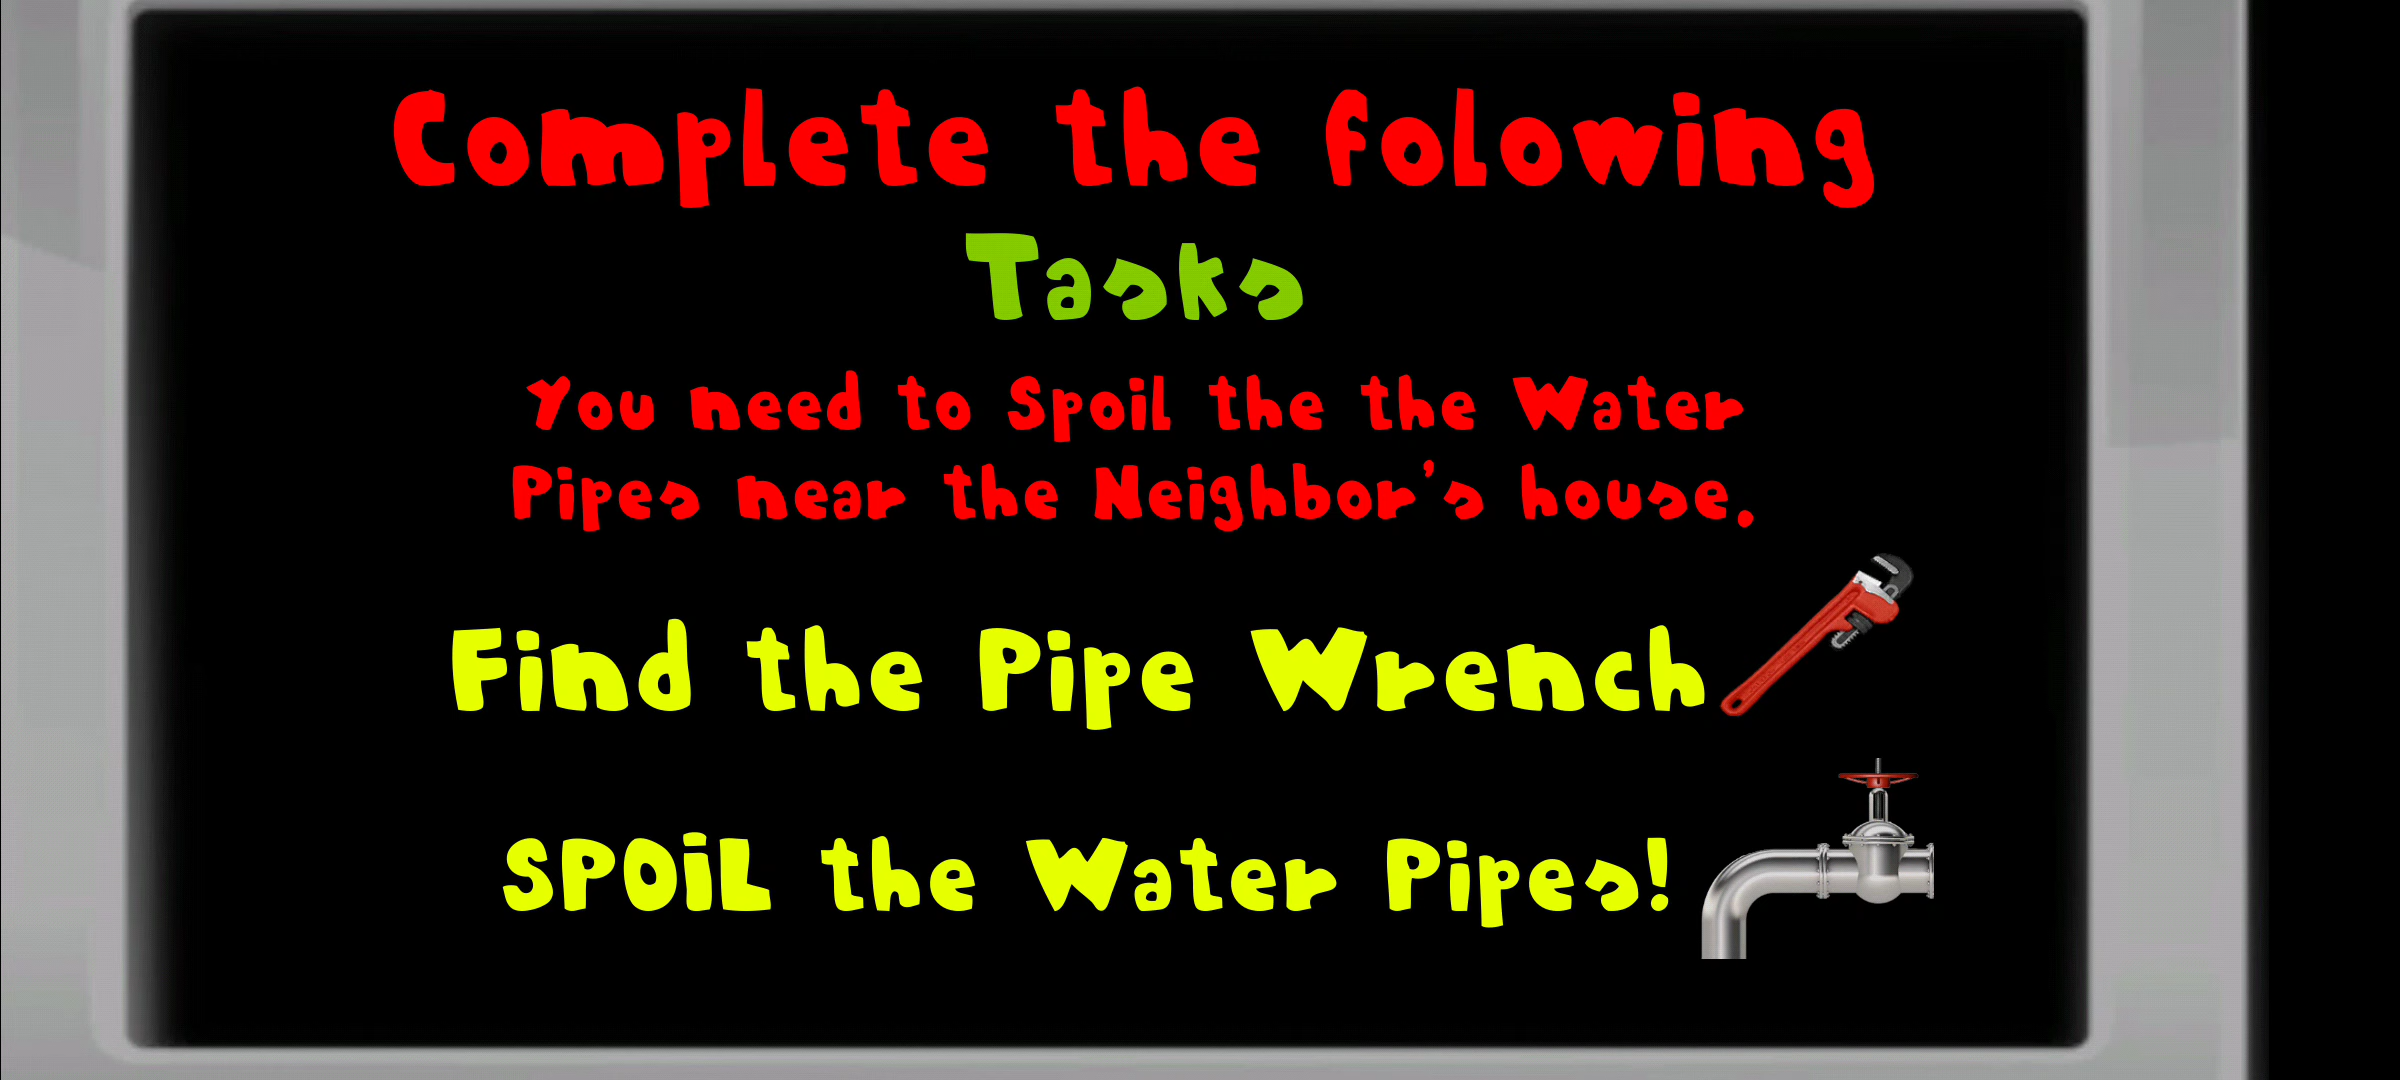 Complete the folowing
Tasks
You need to Spoil the the Water
Pipes near the Neighbor's house.
Find the Pipe Wrench
SPOiL the Water Pipes!